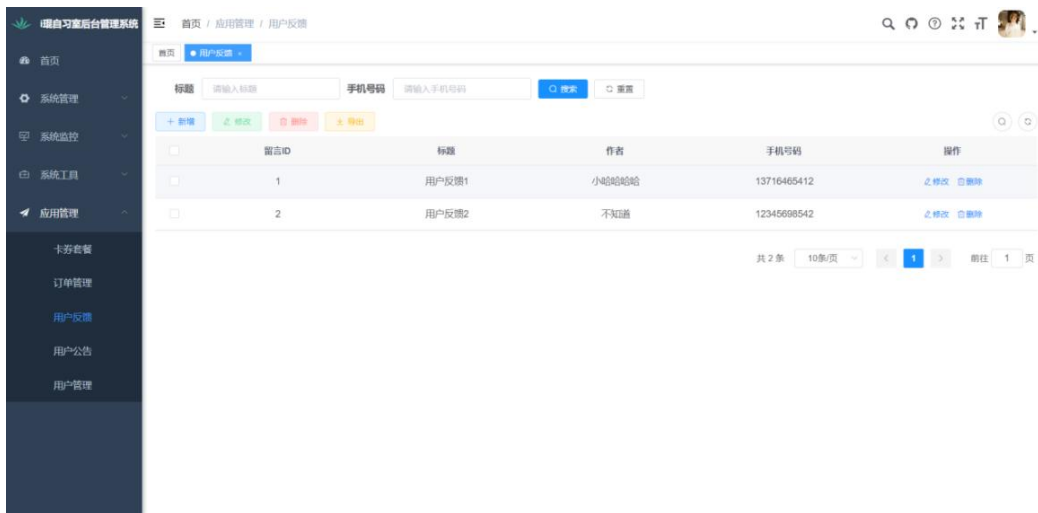 i琨自习室后台管理系统
首页 / 应用管理 / 用户反馈
首页
系统管理
系统监控
系统工具
应用管理
卡券套餐
订单管理
用户反馈
用户公告
用户管理
首页 用户反馈 ×
标题 请输入标题 手机号码 请输入手机号码 搜索 重置
+ 新增 修改 删除 导出
留言ID 标题 作者 手机号码 操作
1 用户反馈1 小哈哈哈哈 13716465412 修改 删除
2 用户反馈2 不知道 12345698542 修改 删除
共 2 条 10条/页 < 1 > 前往 1 页